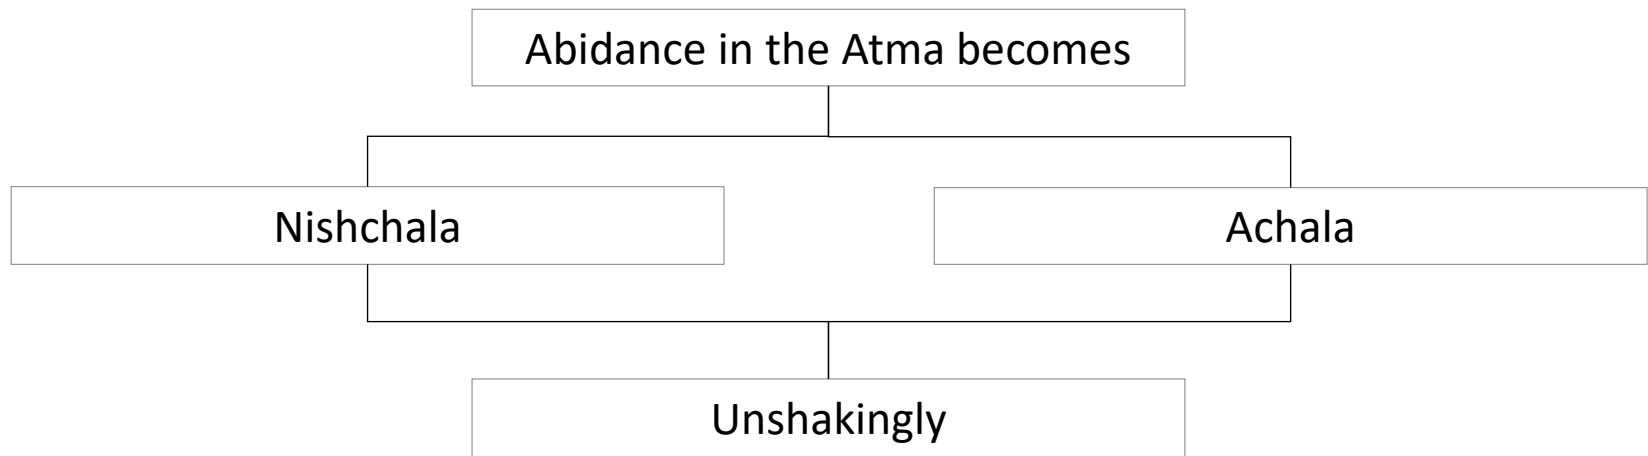 Abidance in the Atma becomes
Nishchala
Achala
Unshakingly